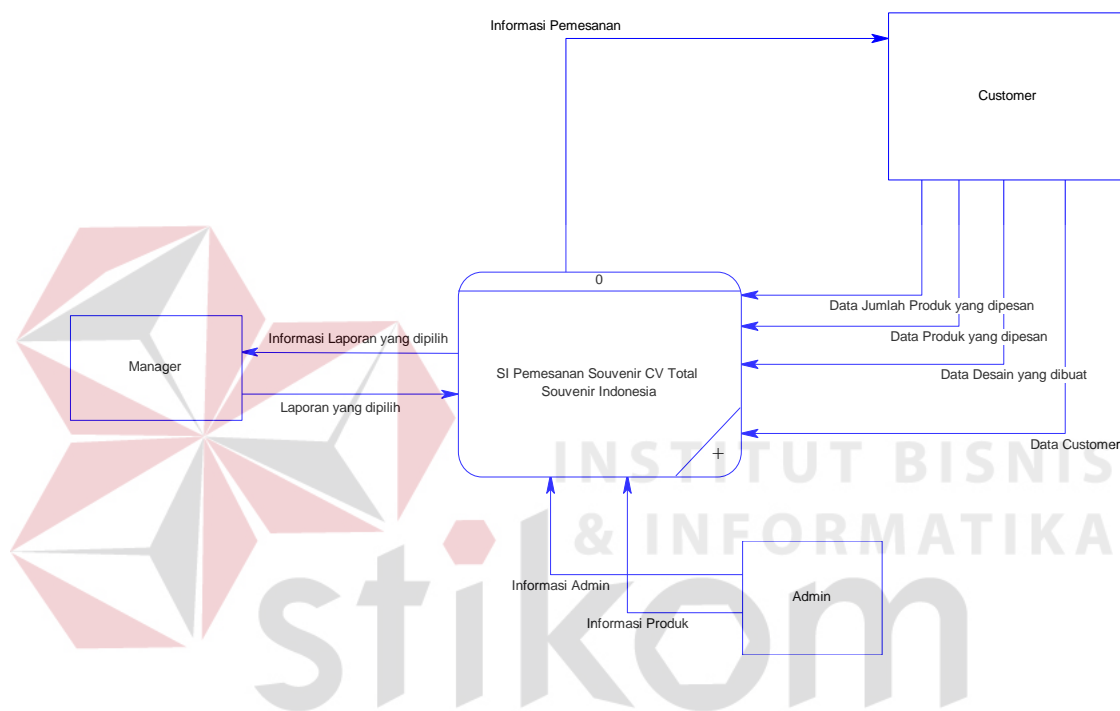 Informasi Pemesanan
Customer
0
Data Jumlah Produk yang dipesan
Informasi Laporan yang dipilih
Data Produk yang dipesan
Manager
SI Pemesanan Souvenir CV Total
Souvenir Indonesia
Data Desain yang dibuat
Laporan yang dipilih
Data Customer
+
INSTITUT BISNIS
& INFORMATIKA
stikom
Informasi Admin
Admin
Informasi Produk